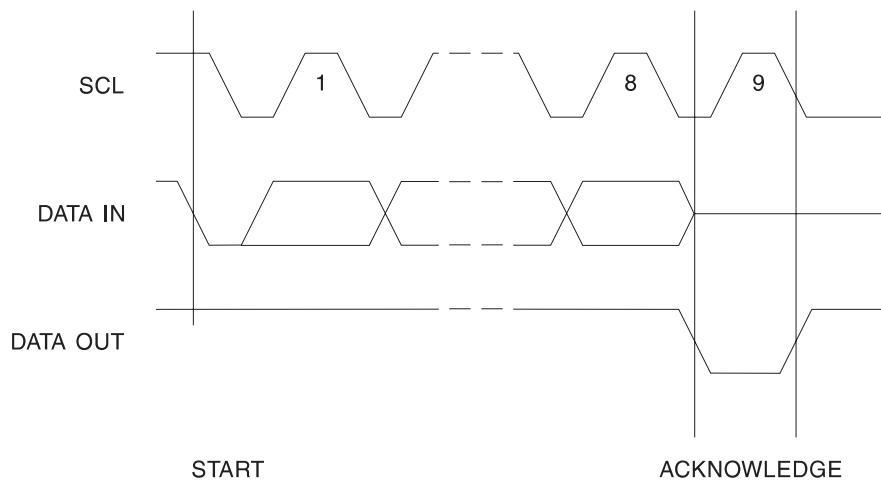 SCL
1
8
9
DATA IN
DATA OUT
START
ACKNOWLEDGE